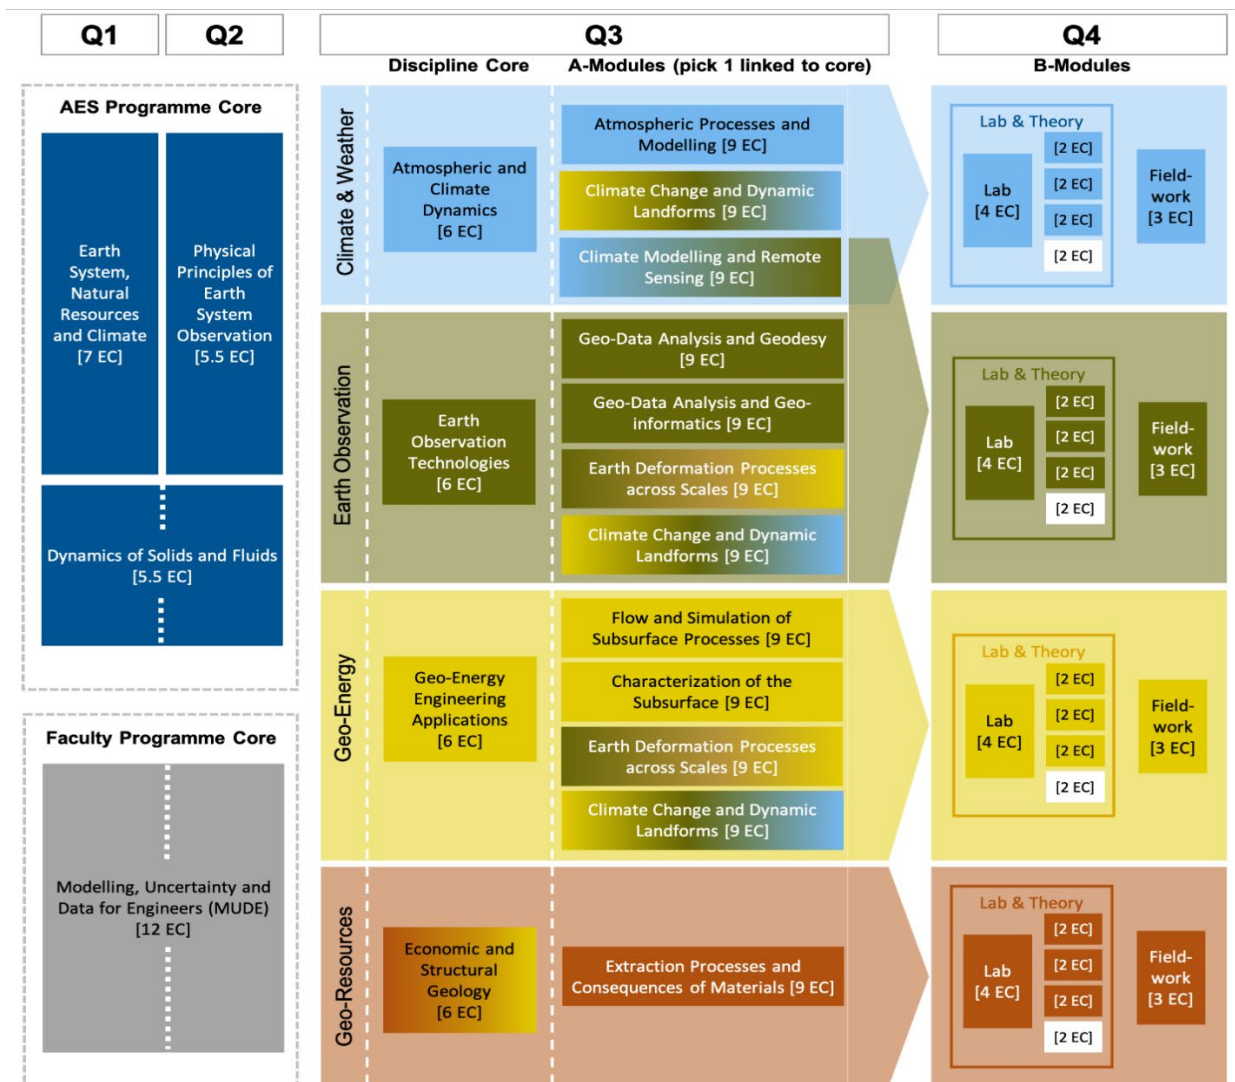 Q1
Q2
Q3
Q4
Discipline Core
A-Modules (pick 1 linked to core)
B-Modules
AES Programme Core
Earth
System,
Natural
Resources
and Climate
[7 EC]
Physical
Principles of
Earth
System
Observation
[5.5 EC]
Dynamics of Solids and Fluids
[5.5 EC]
Faculty Programme Core
Modelling, Uncertainty and
Data for Engineers (MUDE)
[12 EC]
Climate & Weather
Atmospheric and
Climate
Dynamics
[6 EC]
Atmospheric Processes and
Modelling [9 EC]
Climate Change and Dynamic
Landforms [9 EC]
Climate Modelling and Remote
Sensing [9 EC]
Lab & Theory
Lab
[4 EC]
[2 EC]
[2 EC]
[2 EC]
[2 EC]
Field-
work
[3 EC]
Earth Observation
Earth
Observation
Technologies
[6 EC]
Geo-Data Analysis and Geodesy
[9 EC]
Geo-Data Analysis and Geo-
informatics [9 EC]
Earth Deformation Processes
across Scales [9 EC]
Climate Change and Dynamic
Landforms [9 EC]
Lab & Theory
Lab
[4 EC]
[2 EC]
[2 EC]
[2 EC]
[2 EC]
Field-
work
[3 EC]
Geo-Energy
Geo-Energy
Engineering
Applications
[6 EC]
Flow and Simulation of
Subsurface Processes [9 EC]
Characterization of the
Subsurface [9 EC]
Earth Deformation Processes
across Scales [9 EC]
Climate Change and Dynamic
Landforms [9 EC]
Lab & Theory
Lab
[4 EC]
[2 EC]
[2 EC]
[2 EC]
[2 EC]
Field-
work
[3 EC]
Geo-Resources
Economic and
Structural
Geology
[6 EC]
Extraction Processes and
Consequences of Materials [9 EC]
Lab & Theory
Lab
[4 EC]
[2 EC]
[2 EC]
[2 EC]
[2 EC]
Field-
work
[3 EC]